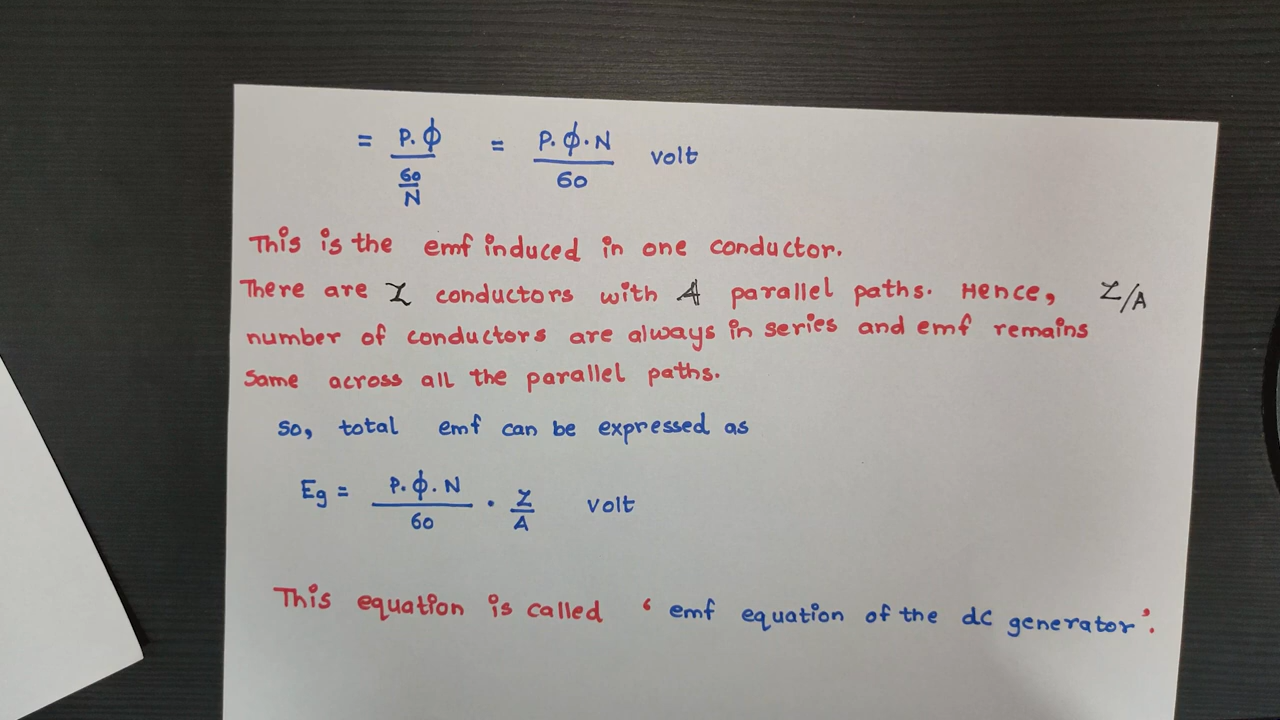 = P.ϕ / (60/N) = P.ϕ.N / 60 volt
This is the emf induced in one conductor.
There are Z conductors with A parallel paths. Hence, Z/A
number of conductors are always in series and emf remains
Same across all the parallel paths.
So, total emf can be expressed as
Eg = P.ϕ.N / 60 . Z / A volt
This equation is called ‘ emf equation of the dc generator’.